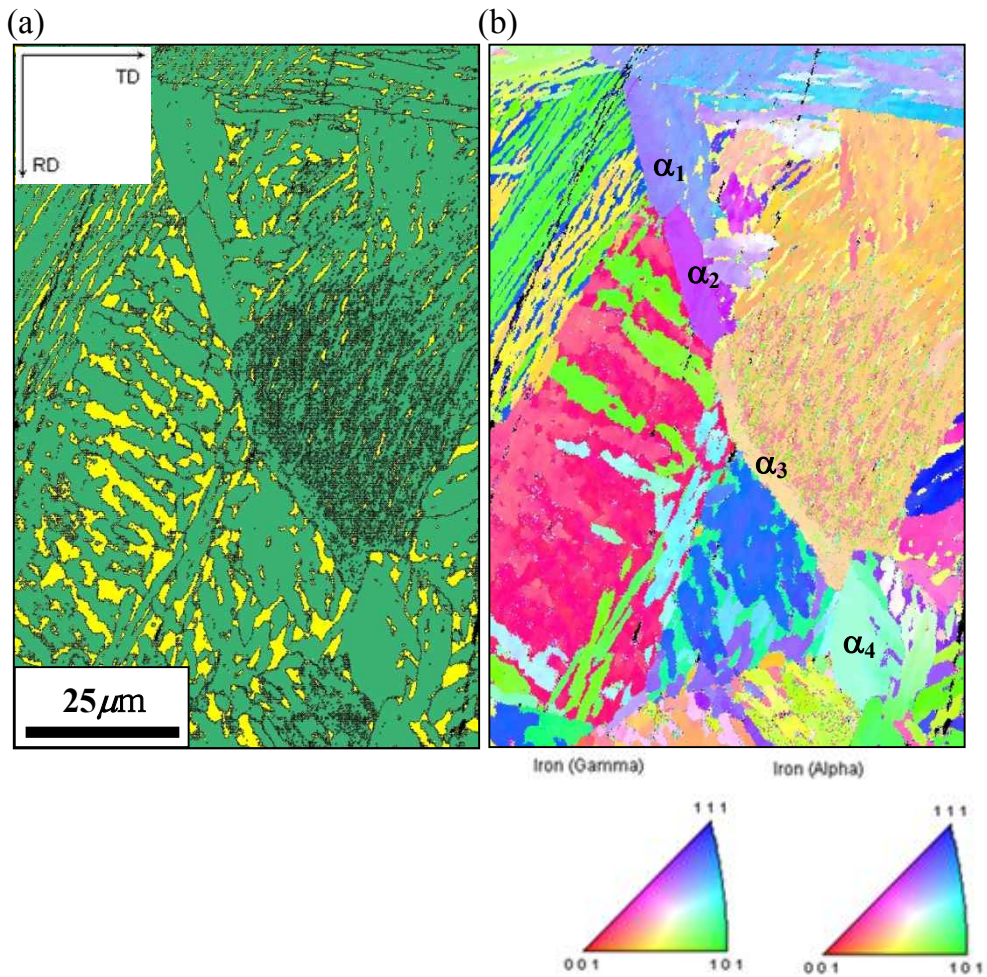 (a)
(b)
TD
RD
α1
α2
α3
α4
25μm
Iron (Gamma)
Iron (Alpha)
111
111
001
101
001
101